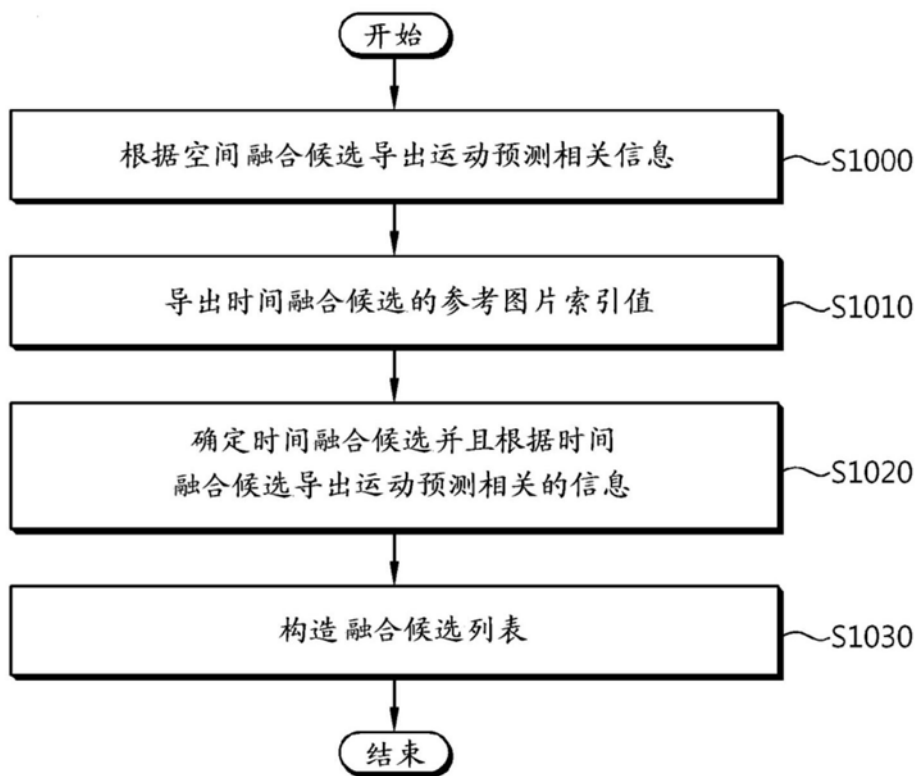 开始
根据空间融合候选导出运动预测相关信息
S1000
导出时间融合候选的参考图片索引值
S1010
确定时间融合候选并且根据时间
融合候选导出运动预测相关的信息
S1020
构造融合候选列表
S1030
结束